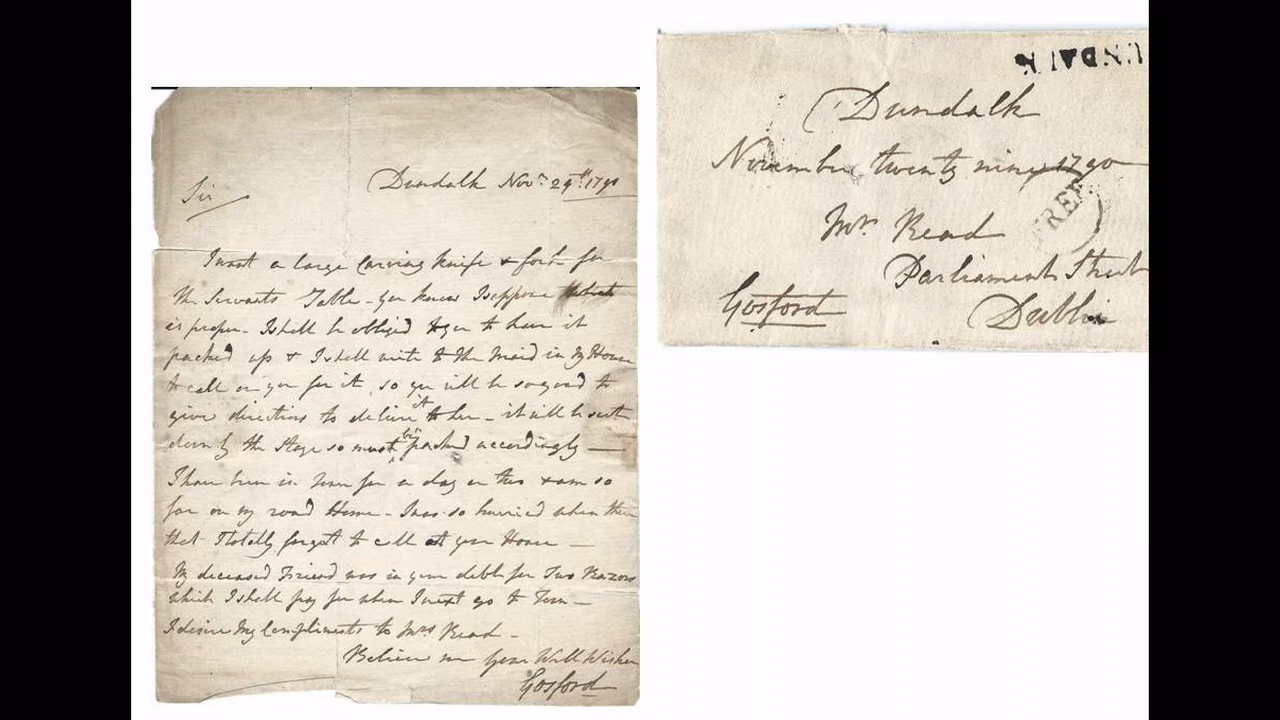 Dundalk Nov.r 29.th 1790
Sir
I want a large Carving knife & fork for
the Servants Table - you know I suppose what
is proper - I shall be obliged to you to have it
packed up & I shall write to the Maid in My House
to call on you for it, so you will be so good to
give directions to deliver it to her - it will be sent
down by the Stage so must be packed accordingly —
I have been in Town for a day or two & am so
far on my road Home - I was so hurried when there
that I totally forgot to call at your House —
My deceased Friend was in your debt for Two Razors
which I shall pay for when I next go to Town —
I desire My Compliments to Mrs Read -
Believe me your Well Wisher
Gosford
UNDALK
Dundalk
November twenty nine 1790
FREE
Mr. Read
Parliament Street
Gosford
Dublin